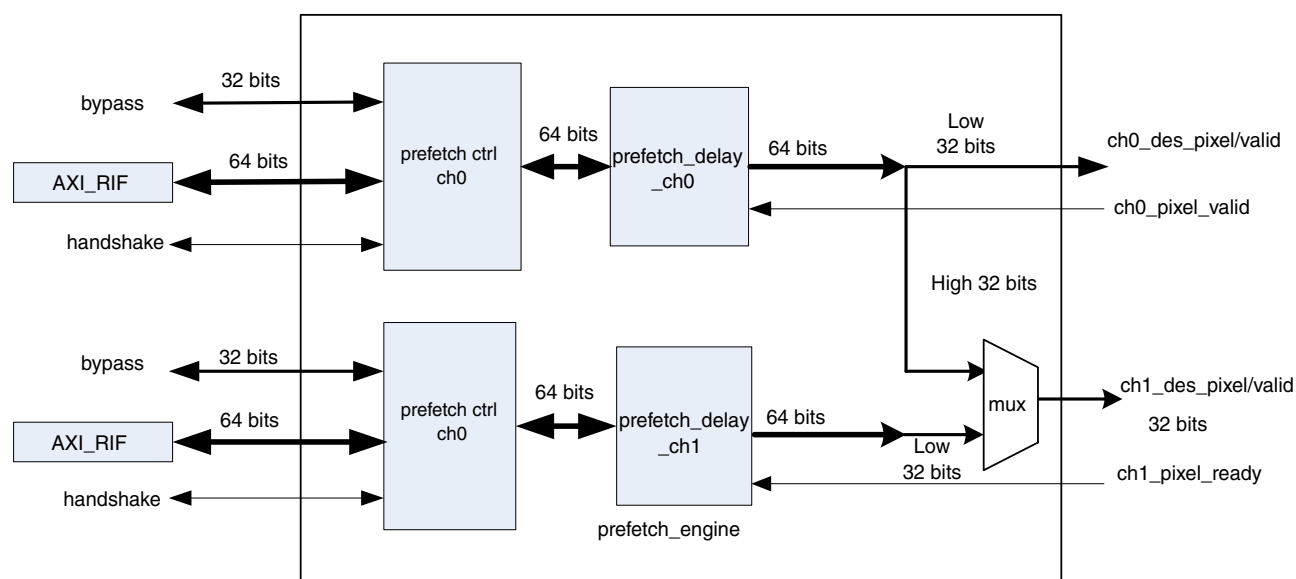 32 bits
bypass
64 bits
AXI_RIF
handshake
prefetch ctrl
ch0
64 bits
prefetch_delay
_ch0
64 bits
Low
32 bits
ch0_des_pixel/valid
ch0_pixel_valid
High 32 bits
bypass
32 bits
64 bits
AXI_RIF
handshake
prefetch ctrl
ch0
64 bits
prefetch_delay
_ch1
64 bits
Low
32 bits
mux
ch1_des_pixel/valid
32 bits
ch1_pixel_ready
prefetch_engine